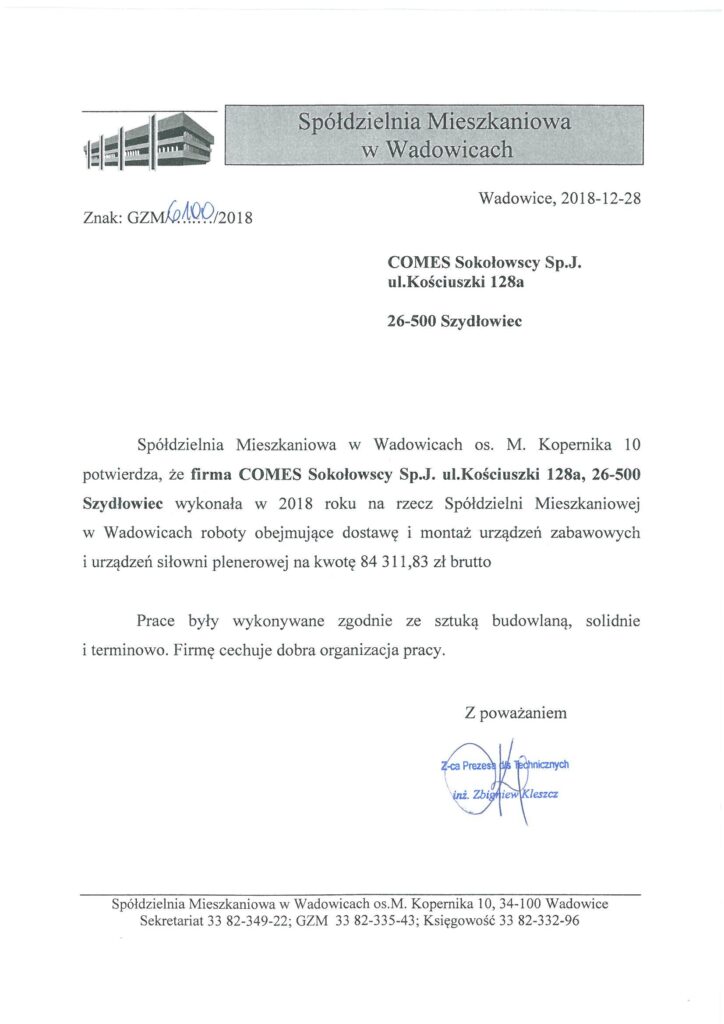 Spółdzielnia Mieszkaniowa
w Wadowicach
Wadowice, 2018-12-28
Znak: GZM/6100/2018
COMES Sokołowscy Sp.J.
ul.Kościuszki 128a
26-500 Szydłowiec
Spółdzielnia Mieszkaniowa w Wadowicach os. M. Kopernika 10
potwierdza, że firma COMES Sokołowscy Sp.J. ul.Kościuszki 128a, 26-500
Szydłowiec wykonała w 2018 roku na rzecz Spółdzielni Mieszkaniowej
w Wadowicach roboty obejmujące dostawę i montaż urządzeń zabawowych
i urządzeń siłowni plenerowej na kwotę 84 311,83 zł brutto
Prace były wykonywane zgodnie ze sztuką budowlaną, solidnie
i terminowo. Firmę cechuje dobra organizacja pracy.
Z poważaniem
Z-ca Prezesa ds Technicznych
inż. Zbigniew Kleszcz
Spółdzielnia Mieszkaniowa w Wadowicach os.M. Kopernika 10, 34-100 Wadowice
Sekretariat 33 82-349-22; GZM 33 82-335-43; Księgowość 33 82-332-96